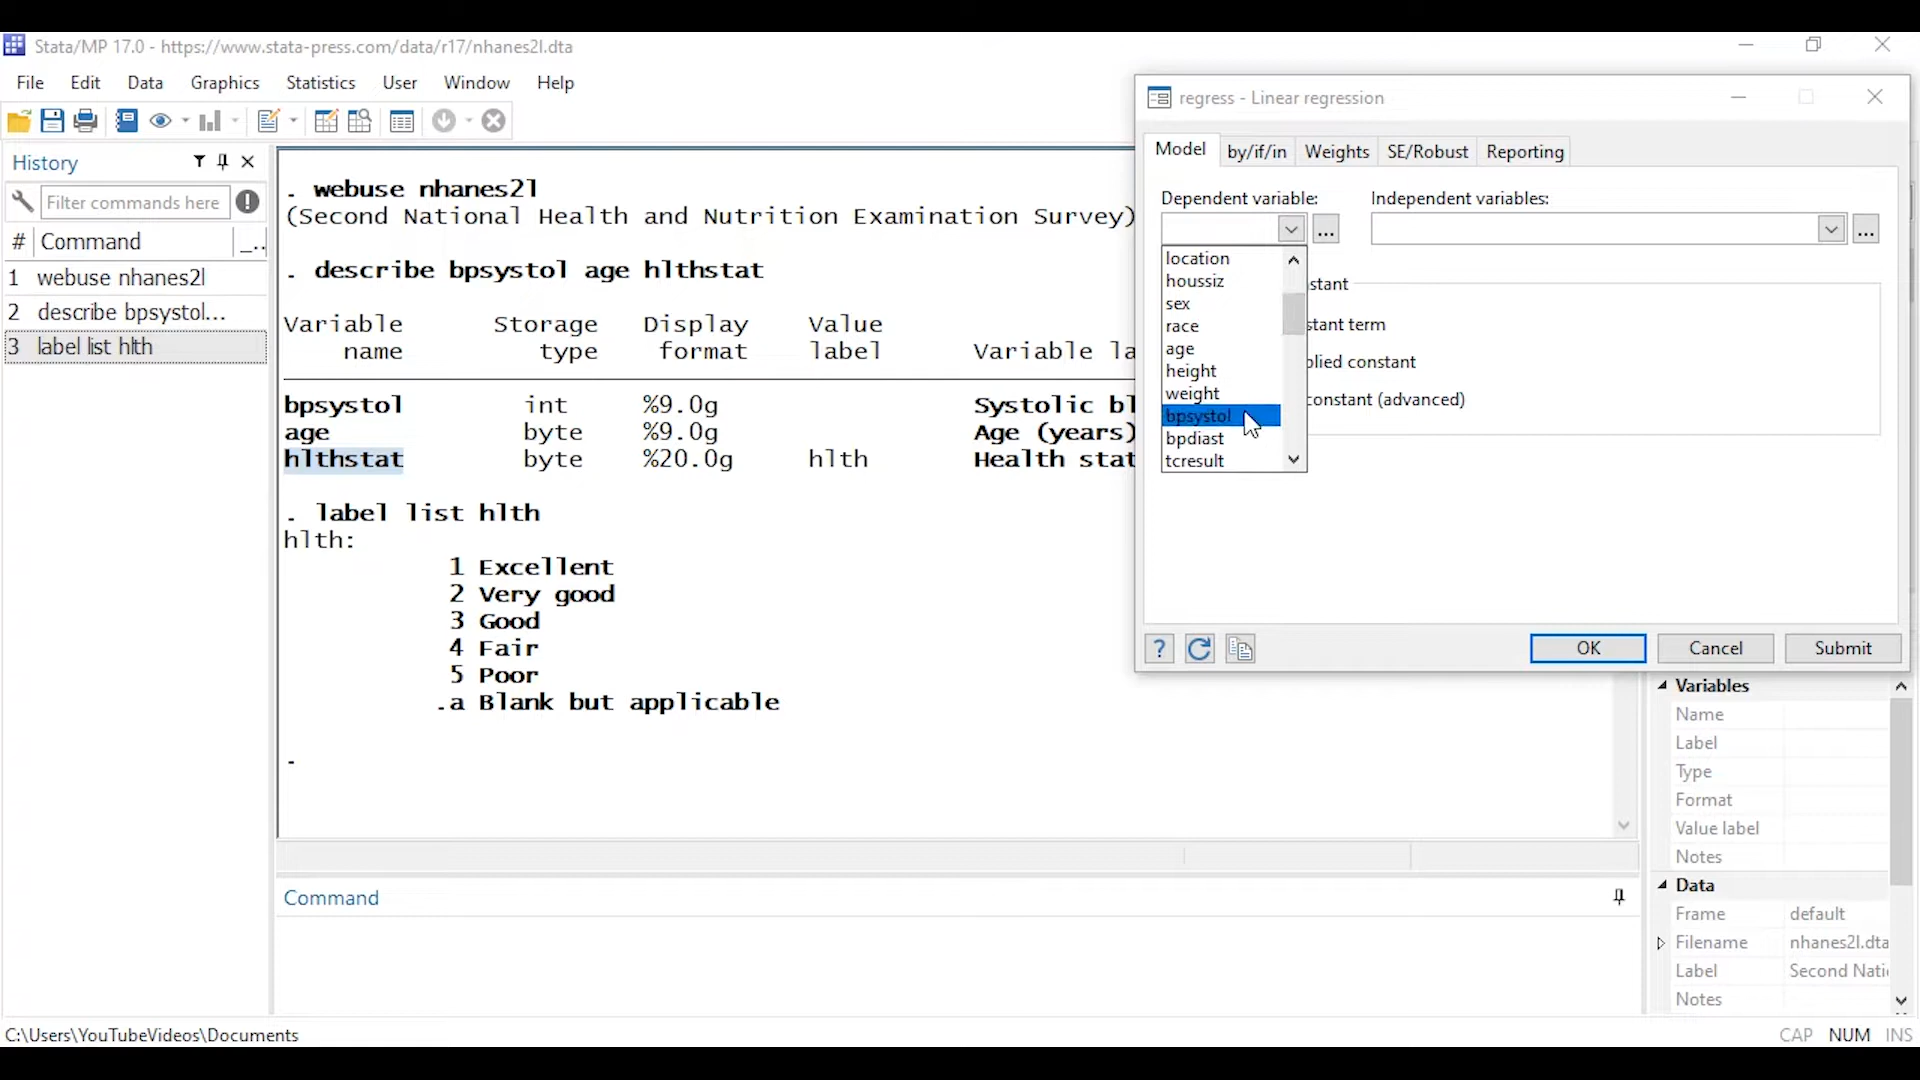 Stata/MP 17.0 - https://www.stata-press.com/data/r17/nhanes2l.dta
File Edit Data Graphics Statistics User Window Help
History
Filter commands here
# Command _..
1 webuse nhanes2l
2 describe bpsystol...
3 label list hlth
. webuse nhanes2l
(Second National Health and Nutrition Examination Survey)
. describe bpsystol age hlthstat
Variable Storage Display Value
name type format label Variable la
bpsystol int %9.0g Systolic bl
age byte %9.0g Age (years)
hlthstat byte %20.0g hlth Health stat
. label list hlth
hlth:
1 Excellent
2 Very good
3 Good
4 Fair
5 Poor
.a Blank but applicable
.
Command
regress - Linear regression
Model by/if/in Weights SE/Robust Reporting
Dependent variable: Independent variables:
... ...
location
houssiz
sex
race
age
height
weight
bpsystol
bpdiast
tcresult
stant
stant term
plied constant
constant (advanced)
? OK Cancel Submit
Variables
Name
Label
Type
Format
Value label
Notes
Data
Frame default
Filename nhanes2l.dta
Label Second Nati
Notes
C:\Users\YouTubeVideos\Documents
CAP NUM INS